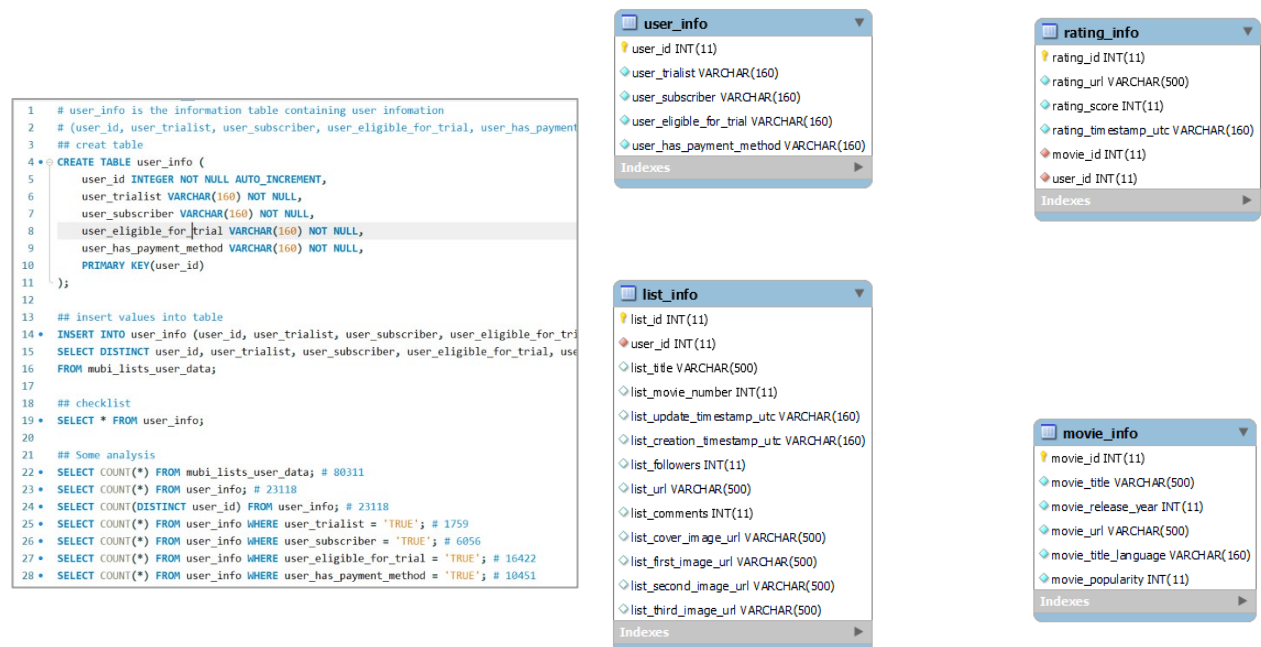 1 # user_info is the information table containing user infomation
2 # (user_id, user_trialist, user_subscriber, user_eligible_for_trial, user_has_payment
3 ## creat table
4 CREATE TABLE user_info (
5 user_id INTEGER NOT NULL AUTO_INCREMENT,
6 user_trialist VARCHAR(160) NOT NULL,
7 user_subscriber VARCHAR(160) NOT NULL,
8 user_eligible_for_trial VARCHAR(160) NOT NULL,
9 user_has_payment_method VARCHAR(160) NOT NULL,
10 PRIMARY KEY(user_id)
11 );
12
13 ## insert values into table
14 INSERT INTO user_info (user_id, user_trialist, user_subscriber, user_eligible_for_tri
15 SELECT DISTINCT user_id, user_trialist, user_subscriber, user_eligible_for_trial, use
16 FROM mubi_lists_user_data;
17
18 ## checklist
19 SELECT * FROM user_info;
20
21 ## Some analysis
22 SELECT COUNT(*) FROM mubi_lists_user_data; # 80311
23 SELECT COUNT(*) FROM user_info; # 23118
24 SELECT COUNT(DISTINCT user_id) FROM user_info; # 23118
25 SELECT COUNT(*) FROM user_info WHERE user_trialist = 'TRUE'; # 1759
26 SELECT COUNT(*) FROM user_info WHERE user_subscriber = 'TRUE'; # 6056
27 SELECT COUNT(*) FROM user_info WHERE user_eligible_for_trial = 'TRUE'; # 16422
28 SELECT COUNT(*) FROM user_info WHERE user_has_payment_method = 'TRUE'; # 10451
user_info
user_id INT(11)
user_trialist VARCHAR(160)
user_subscriber VARCHAR(160)
user_eligible_for_trial VARCHAR(160)
user_has_payment_method VARCHAR(160)
Indexes
list_info
list_id INT(11)
user_id INT(11)
list_title VARCHAR(500)
list_movie_number INT(11)
list_update_timestamp_utc VARCHAR(160)
list_creation_timestamp_utc VARCHAR(160)
list_followers INT(11)
list_url VARCHAR(500)
list_comments INT(11)
list_cover_image_url VARCHAR(500)
list_first_image_url VARCHAR(500)
list_second_image_url VARCHAR(500)
list_third_image_url VARCHAR(500)
Indexes
rating_info
rating_id INT(11)
rating_url VARCHAR(500)
rating_score INT(11)
rating_timestamp_utc VARCHAR(160)
movie_id INT(11)
user_id INT(11)
Indexes
movie_info
movie_id INT(11)
movie_title VARCHAR(500)
movie_release_year INT(11)
movie_url VARCHAR(500)
movie_title_language VARCHAR(160)
movie_popularity INT(11)
Indexes